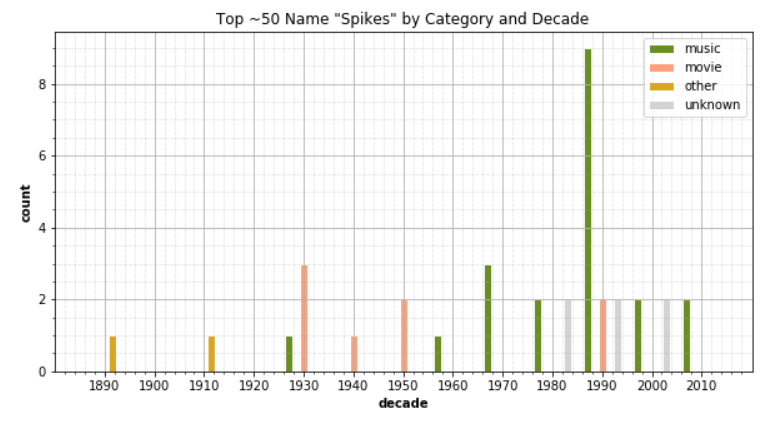 Top ~50 Name "Spikes" by Category and Decade
music
movie
other
unknown
8
6
4
2
0
count
1890 1900 1910 1920 1930 1940 1950 1960 1970 1980 1990 2000 2010
decade